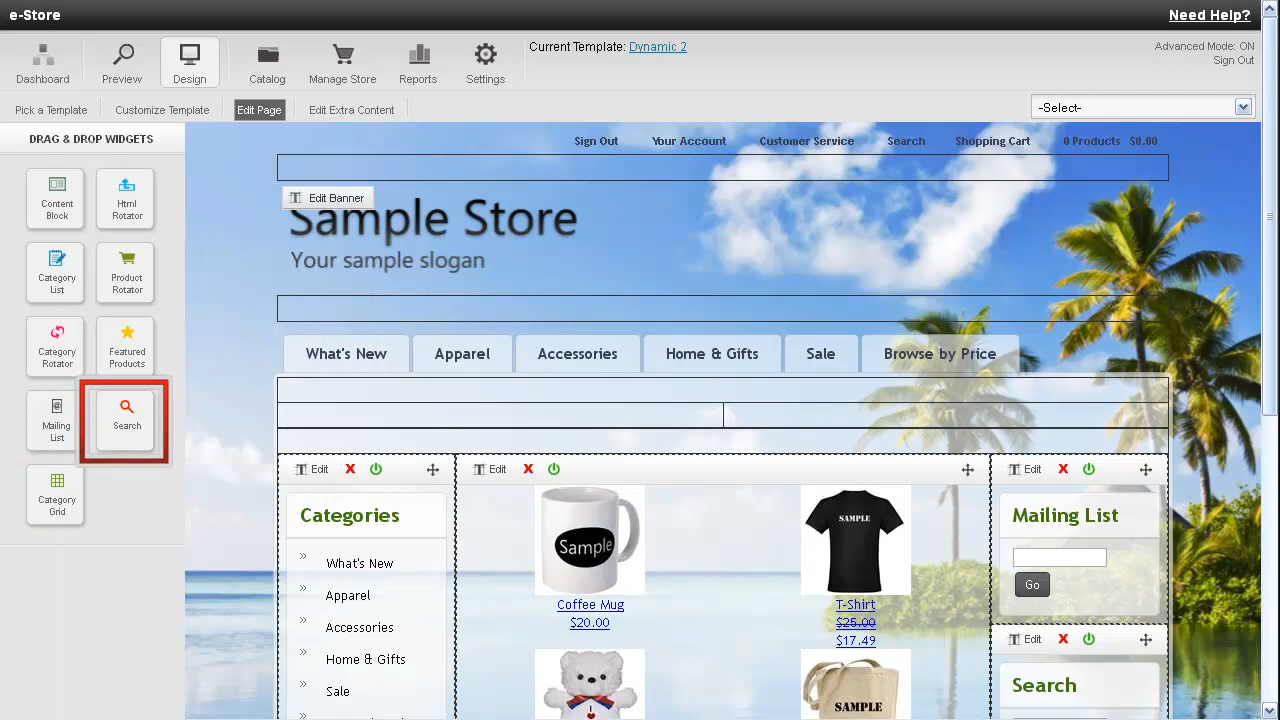 e-Store
Need Help?
Dashboard
Preview
Design
Catalog
Manage Store
Reports
Settings
Current Template: Dynamic 2
Advanced Mode: ON
Sign Out
Pick a Template
Customize Template
Edit Page
Edit Extra Content
-Select-
DRAG & DROP WIDGETS
Content
Block
Html
Rotator
Category
List
Product
Rotator
Category
Rotator
Featured
Products
Mailing
List
Search
Category
Grid
Sign Out
Your Account
Customer Service
Search
Shopping Cart
0 Products $0.00
T Edit Banner
Sample Store
Your sample slogan
What's New
Apparel
Accessories
Home & Gifts
Sale
Browse by Price
T Edit X
T Edit X
T Edit X
Categories
» What's New
» Apparel
» Accessories
» Home & Gifts
» Sale
»
Sample
Coffee Mug
$20.00
SAMPLE
T-Shirt
$25.00
$17.49
SAMPLE
Mailing List
Go
T Edit X
Search